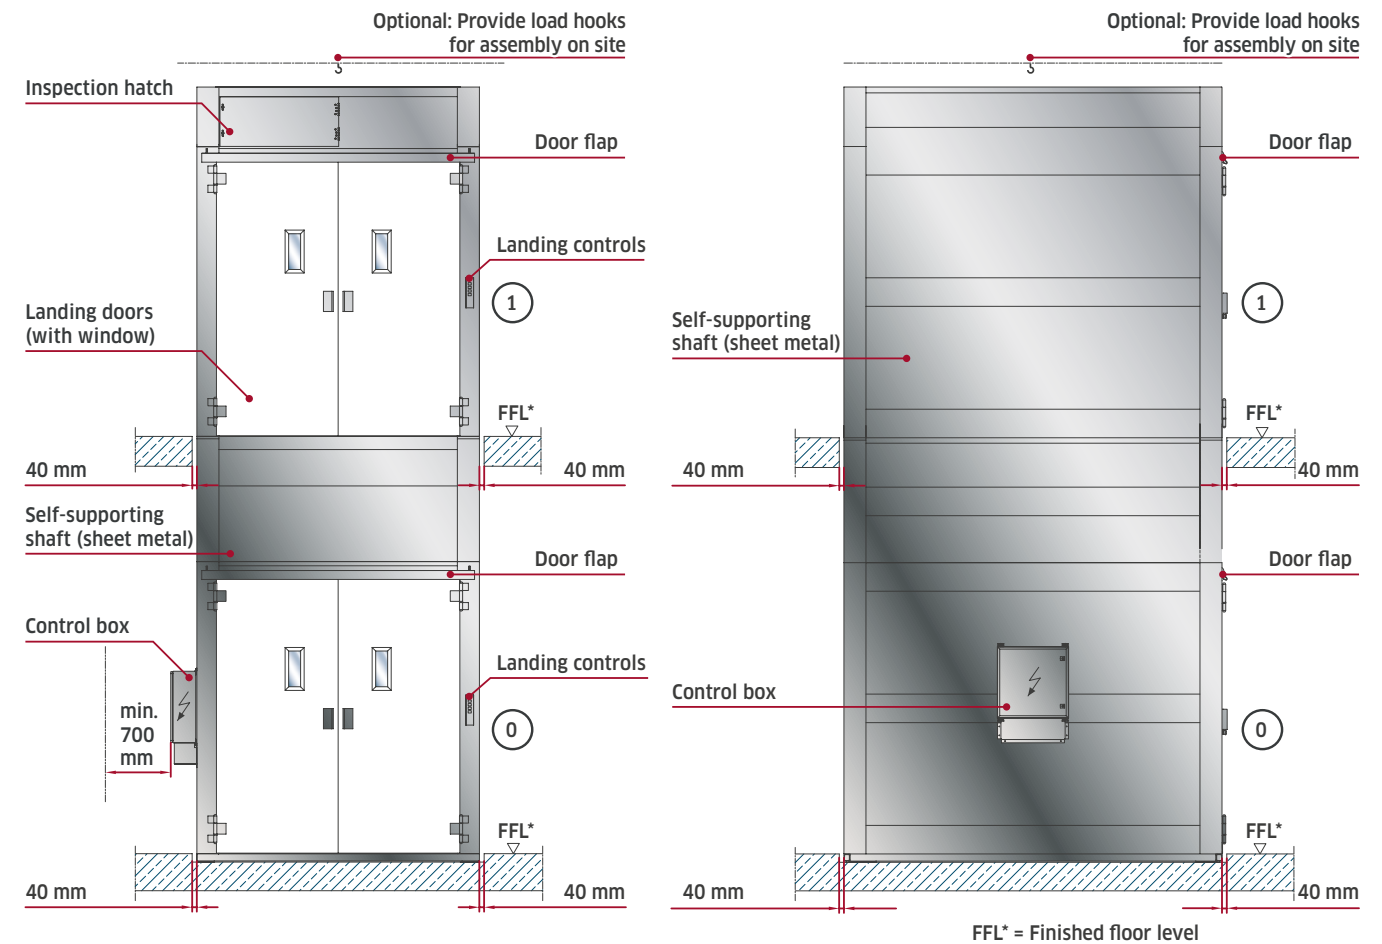 Optional: Provide load hooks
for assembly on site
Inspection hatch
Door flap
Landing controls
1
Landing doors
(with window)
FFL*
40 mm
40 mm
Self-supporting
shaft (sheet metal)
Door flap
Control box
Landing controls
min.
700
mm
0
FFL*
40 mm
40 mm
Optional: Provide load hooks
for assembly on site
Door flap
1
Self-supporting
shaft (sheet metal)
FFL*
40 mm
40 mm
Door flap
Control box
0
FFL*
40 mm
40 mm
FFL* = Finished floor level